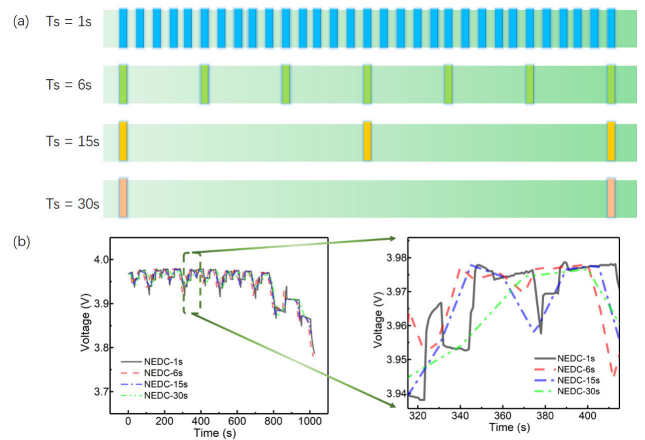 (a)
Ts = 1s
Ts = 6s
Ts = 15s
Ts = 30s
(b)
4.0
3.9
3.8
3.7
Voltage (V)
NEDC-1s
NEDC-6s
NEDC-15s
NEDC-30s
0 200 400 600 800 1000
Time (s)
3.98
3.97
3.96
3.95
3.94
Voltage (V)
NEDC-1s
NEDC-6s
NEDC-15s
NEDC-30s
320 340 360 380 400
Time (s)